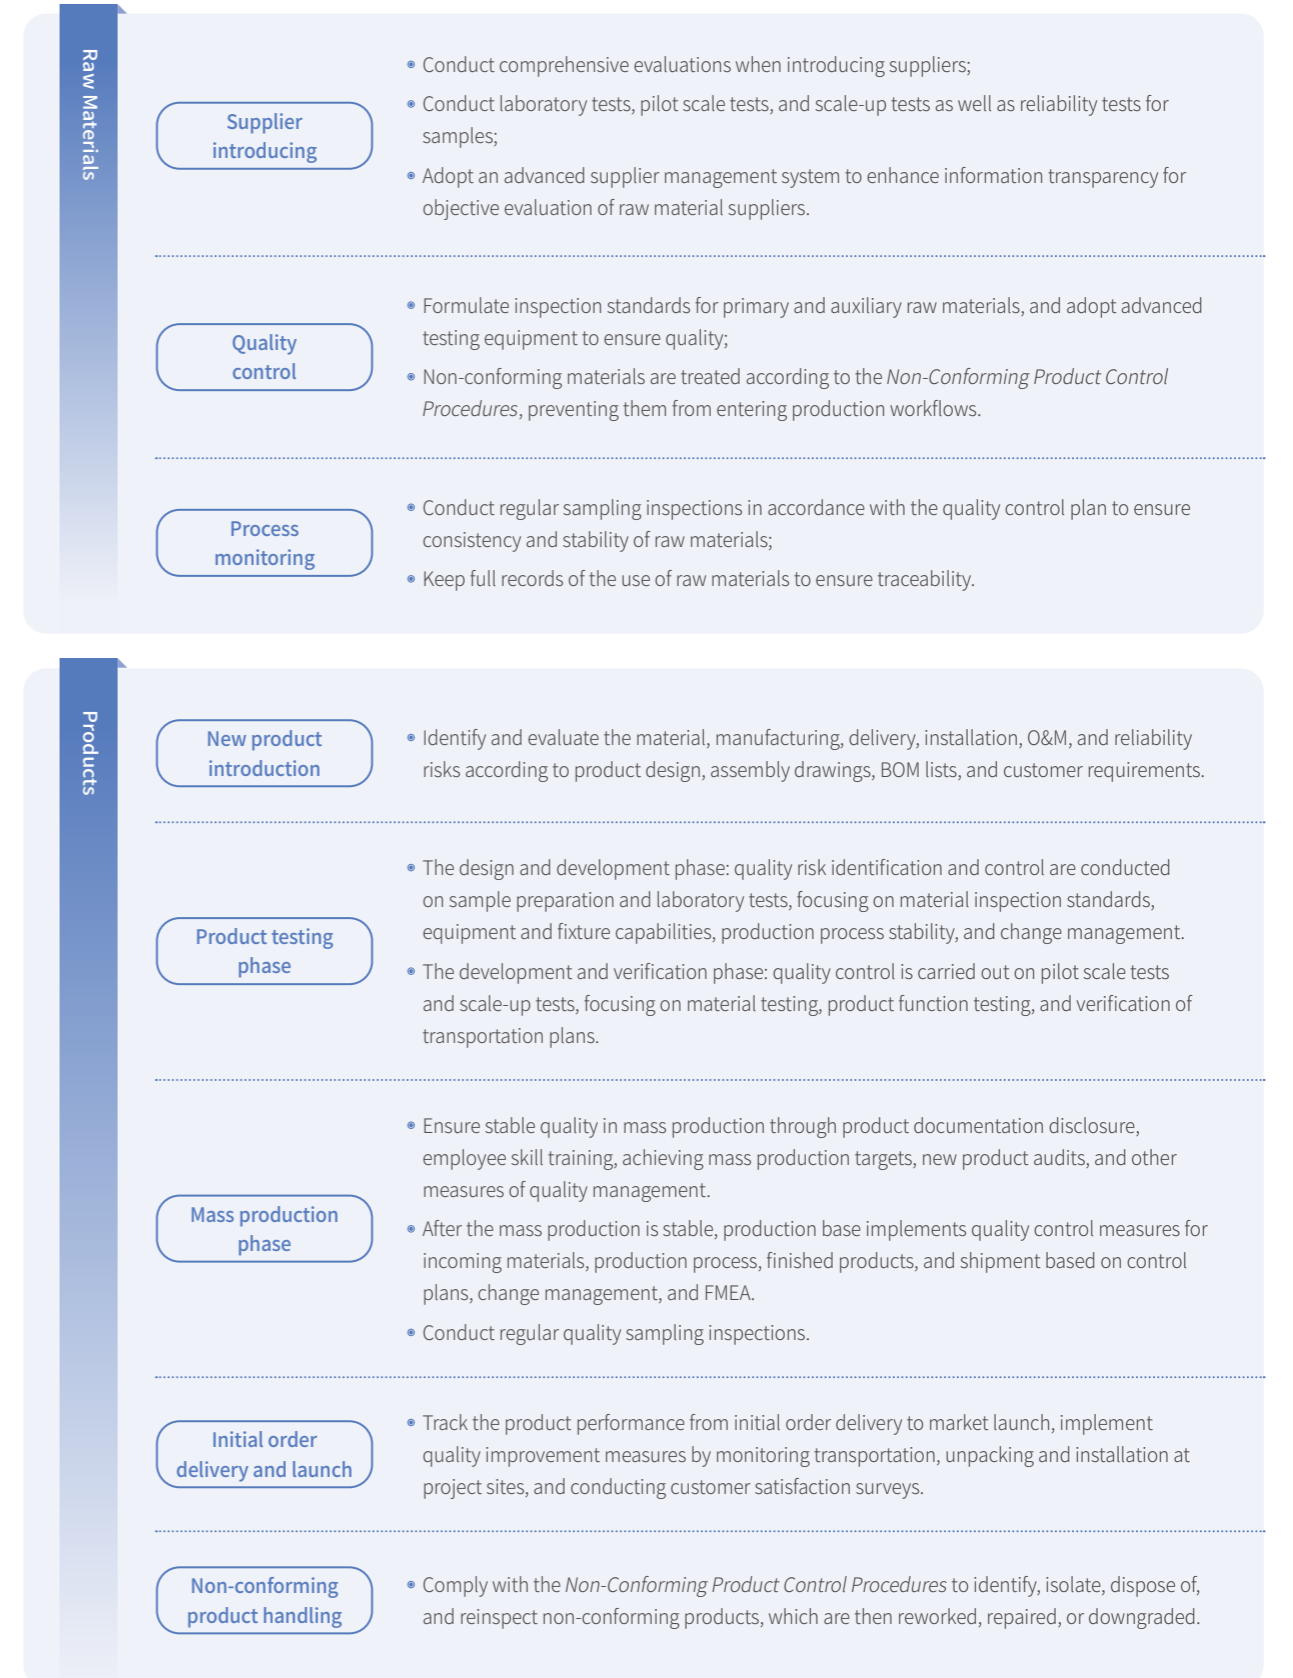 Raw Materials
Supplier
introducing
• Conduct comprehensive evaluations when introducing suppliers;
• Conduct laboratory tests, pilot scale tests, and scale-up tests as well as reliability tests for
samples;
• Adopt an advanced supplier management system to enhance information transparency for
objective evaluation of raw material suppliers.
Quality
control
• Formulate inspection standards for primary and auxiliary raw materials, and adopt advanced
testing equipment to ensure quality;
• Non-conforming materials are treated according to the Non-Conforming Product Control
Procedures, preventing them from entering production workflows.
Process
monitoring
• Conduct regular sampling inspections in accordance with the quality control plan to ensure
consistency and stability of raw materials;
• Keep full records of the use of raw materials to ensure traceability.
Products
New product
introduction
• Identify and evaluate the material, manufacturing, delivery, installation, O&M, and reliability
risks according to product design, assembly drawings, BOM lists, and customer requirements.
Product testing
phase
• The design and development phase: quality risk identification and control are conducted
on sample preparation and laboratory tests, focusing on material inspection standards,
equipment and fixture capabilities, production process stability, and change management.
• The development and verification phase: quality control is carried out on pilot scale tests
and scale-up tests, focusing on material testing, product function testing, and verification of
transportation plans.
Mass production
phase
• Ensure stable quality in mass production through product documentation disclosure,
employee skill training, achieving mass production targets, new product audits, and other
measures of quality management.
• After the mass production is stable, production base implements quality control measures for
incoming materials, production process, finished products, and shipment based on control
plans, change management, and FMEA.
• Conduct regular quality sampling inspections.
Initial order
delivery and launch
• Track the product performance from initial order delivery to market launch, implement
quality improvement measures by monitoring transportation, unpacking and installation at
project sites, and conducting customer satisfaction surveys.
Non-conforming
product handling
• Comply with the Non-Conforming Product Control Procedures to identify, isolate, dispose of,
and reinspect non-conforming products, which are then reworked, repaired, or downgraded.